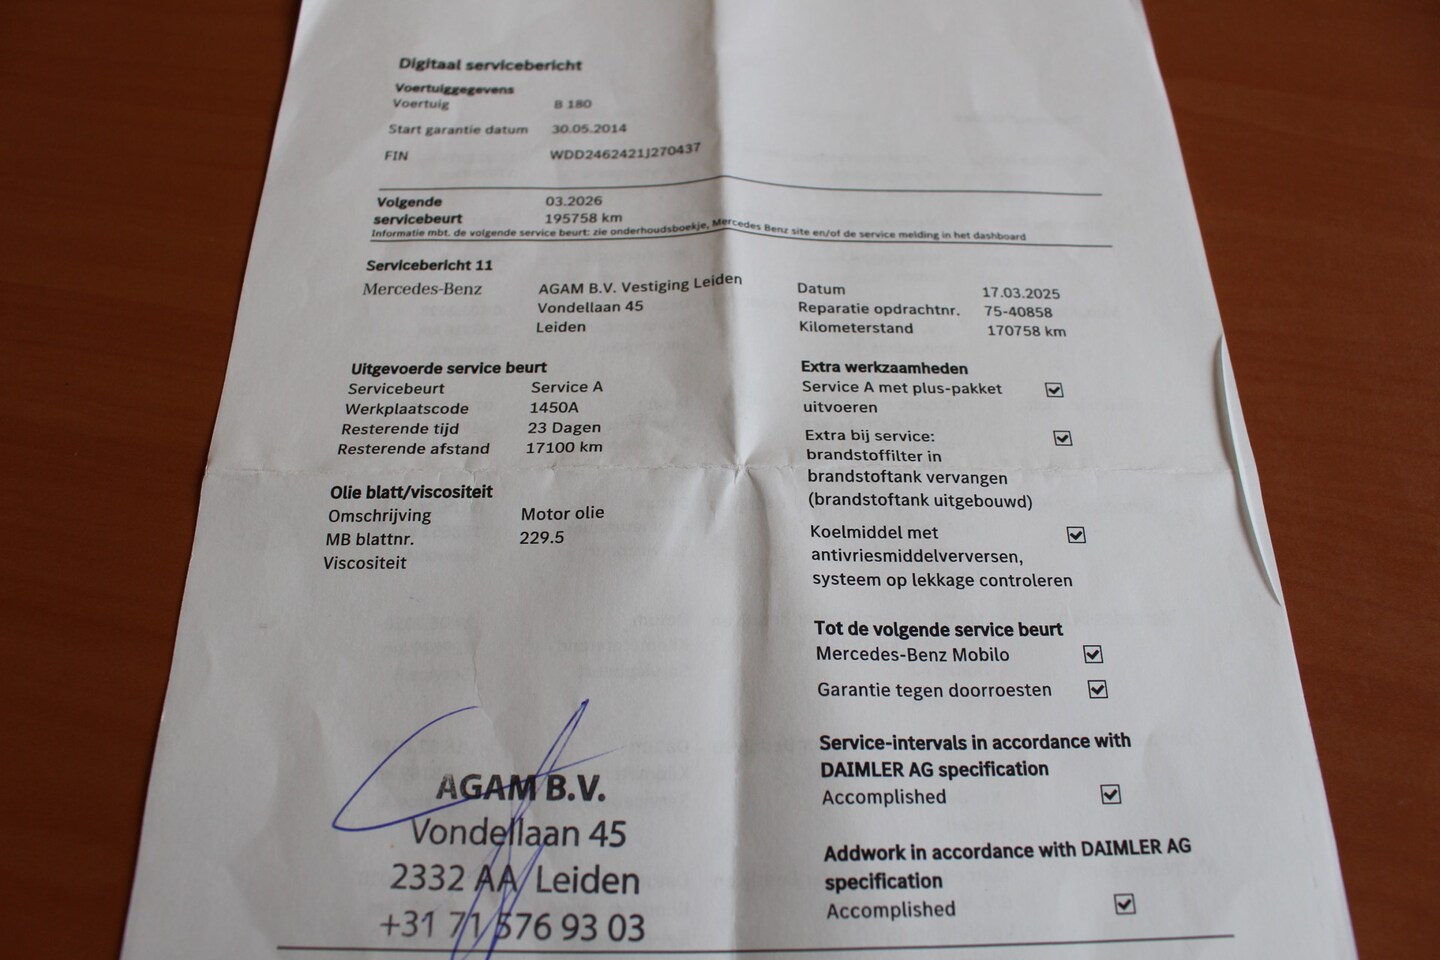 Digitaal servicebericht
Voertuiggegevens
Voertuig B 180
Start garantie datum 30.05.2014
FIN WDD2462421J270437
Volgende 03.2026
servicebeurt 195758 km
Informatie mbt. de volgende service beurt: zie onderhoudsboekje, Mercedes Benz site en/of de service melding in het dashboard
Servicebericht 11
Mercedes-Benz AGAM B.V. Vestiging Leiden
Vondellaan 45
Leiden
Datum 17.03.2025
Reparatie opdrachtnr. 75-40858
Kilometerstand 170758 km
Uitgevoerde service beurt
Servicebeurt Service A
Werkplaatscode 1450A
Resterende tijd 23 Dagen
Resterende afstand 17100 km
Olie blatt/viscositeit
Omschrijving Motor olie
MB blattnr. 229.5
Viscositeit
Extra werkzaamheden
Service A met plus-pakket
uitvoeren
Extra bij service:
brandstoffilter in
brandstoftank vervangen
(brandstoftank uitgebouwd)
Koelmiddel met
antivriesmiddelverversen,
systeem op lekkage controleren
Tot de volgende service beurt
Mercedes-Benz Mobilo
Garantie tegen doorroesten
Service-intervals in accordance with
DAIMLER AG specification
Accomplished
Addwork in accordance with DAIMLER AG
specification
Accomplished
AGAM B.V.
Vondellaan 45
2332 AA Leiden
+31 71 576 93 03